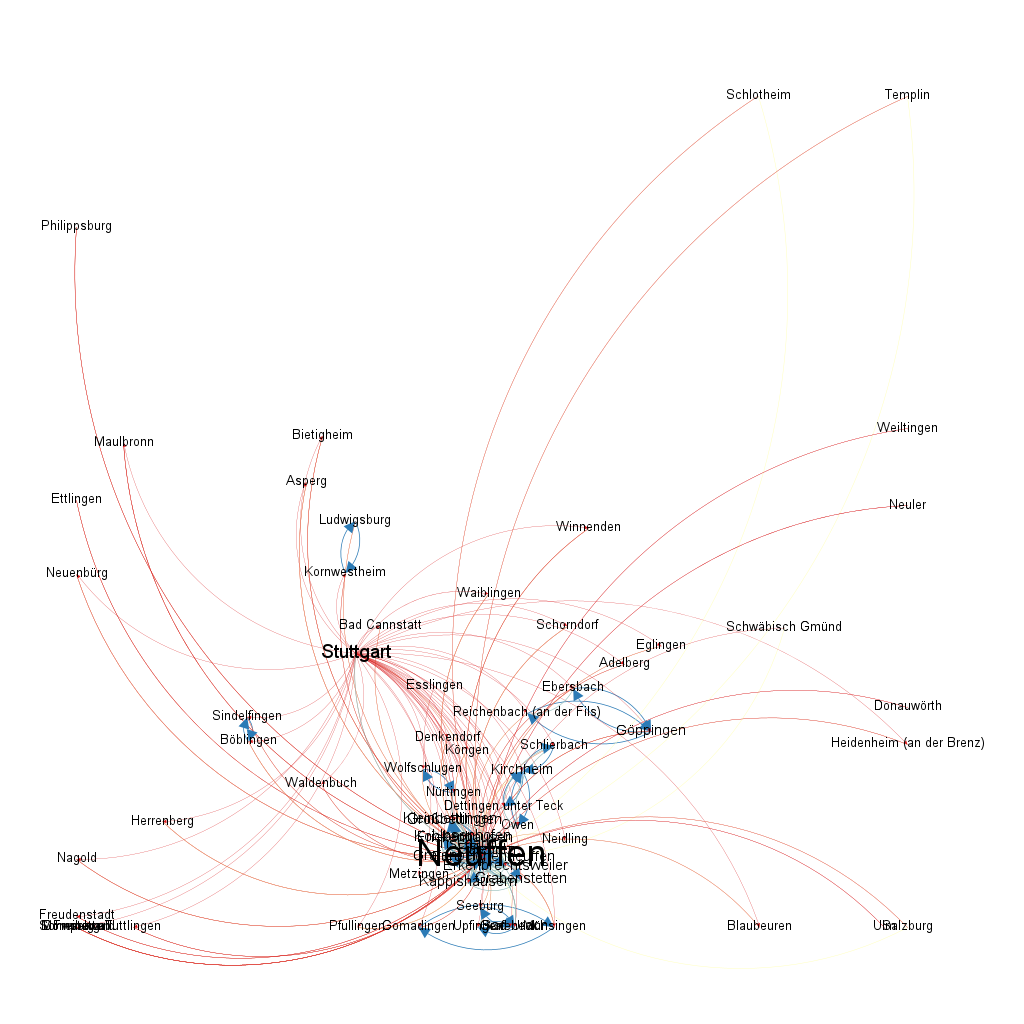 Schlotheim
Templin
Philippsburg
Weiltingen
Bietigheim
Maulbronn
Asperg
Ettlingen
Neuler
Ludwigsburg
Winnenden
Kornwestheim
Neuenbürg
Waiblingen
Bad Cannstatt
Schorndorf
Schwäbisch Gmünd
Eglingen
Stuttgart
Adelberg
Esslingen
Ebersbach
Donauwörth
Reichenbach (an der Fils)
Sindelfingen
Göppingen
Denkendorf
Böblingen
Heidenheim (an der Brenz)
Schlierbach
Köngen
Wolfschlugen
Kirchheim
Waldenbuch
Nürtingen
Dettingen unter Teck
Herrenberg
Owen
Neidling
Neuffen
Nagold
Erkenbrechtsweiler
Metzingen
Grabenstetten
Kappishäusern
Seeburg
Freudenstadt
Tuttlingen
Pfullingen
Gomadingen
Blaubeuren
Ulm
Salzburg